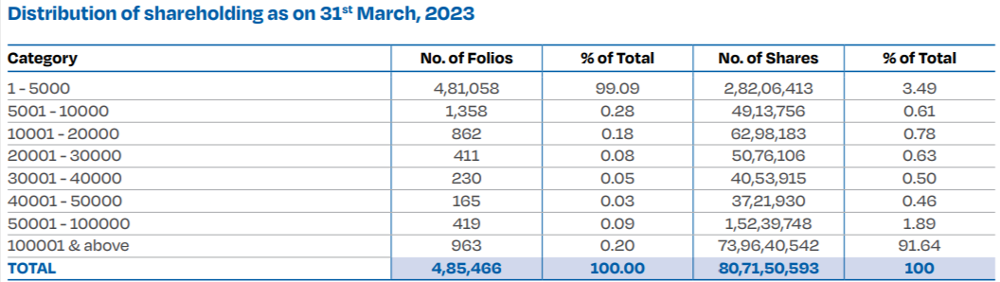 Distribution of shareholding as on 31st March, 2023
Category No. of Folios % of Total No. of Shares % of Total
1 - 5000 4,81,058 99.09 2,82,06,413 3.49
5001 - 10000 1,358 0.28 49,13,756 0.61
10001 - 20000 862 0.18 62,98,183 0.78
20001 - 30000 411 0.08 50,76,106 0.63
30001 - 40000 230 0.05 40,53,915 0.50
40001 - 50000 165 0.03 37,21,930 0.46
50001 - 100000 419 0.09 1,52,39,748 1.89
100001 & above 963 0.20 73,96,40,542 91.64
TOTAL 4,85,466 100.00 80,71,50,593 100